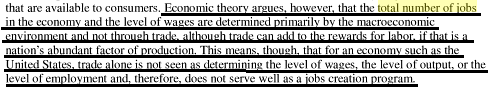 that are available to consumers. Economic theory argues, however, that the total number of jobs
in the economy and the level of wages are determined primarily by the macroeconomic
environment and not through trade, although trade can add to the rewards for labor, if that is a
nation's abundant factor of production. This means, though, that for an economy such as the
United States, trade alone is not seen as determining the level of wages, the level of output, or the
level of employment and, therefore, does not serve well as a jobs creation program.